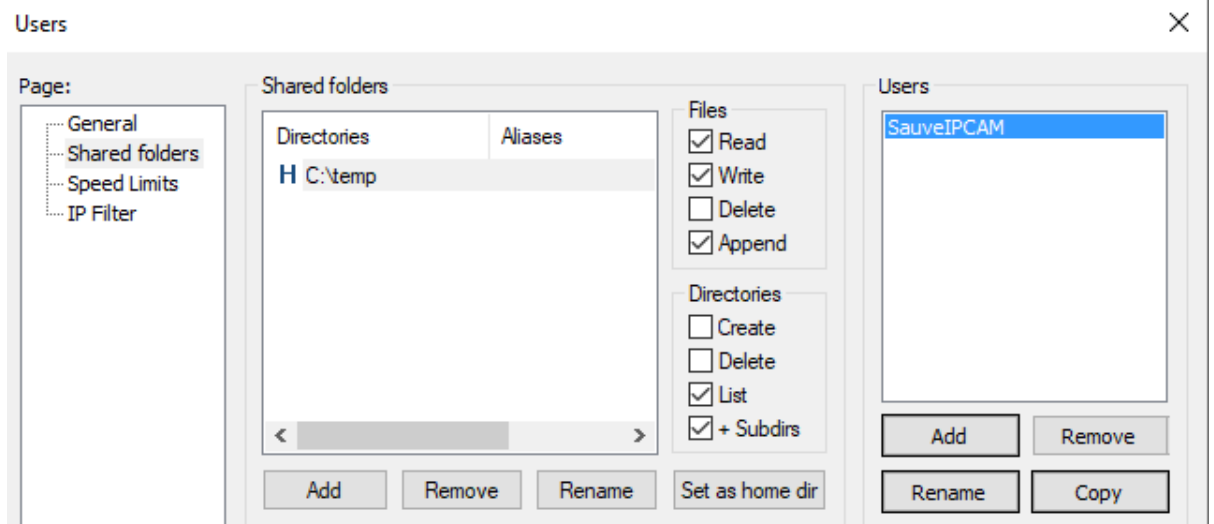 Users
Page:
General
Shared folders
Speed Limits
IP Filter
Shared folders
Directories Aliases
H C:\temp
Add Remove Rename Set as home dir
Files
Read
Write
Delete
Append
Directories
Create
Delete
List
+ Subdirs
Users
SauveIPCAM
Add Remove
Rename Copy